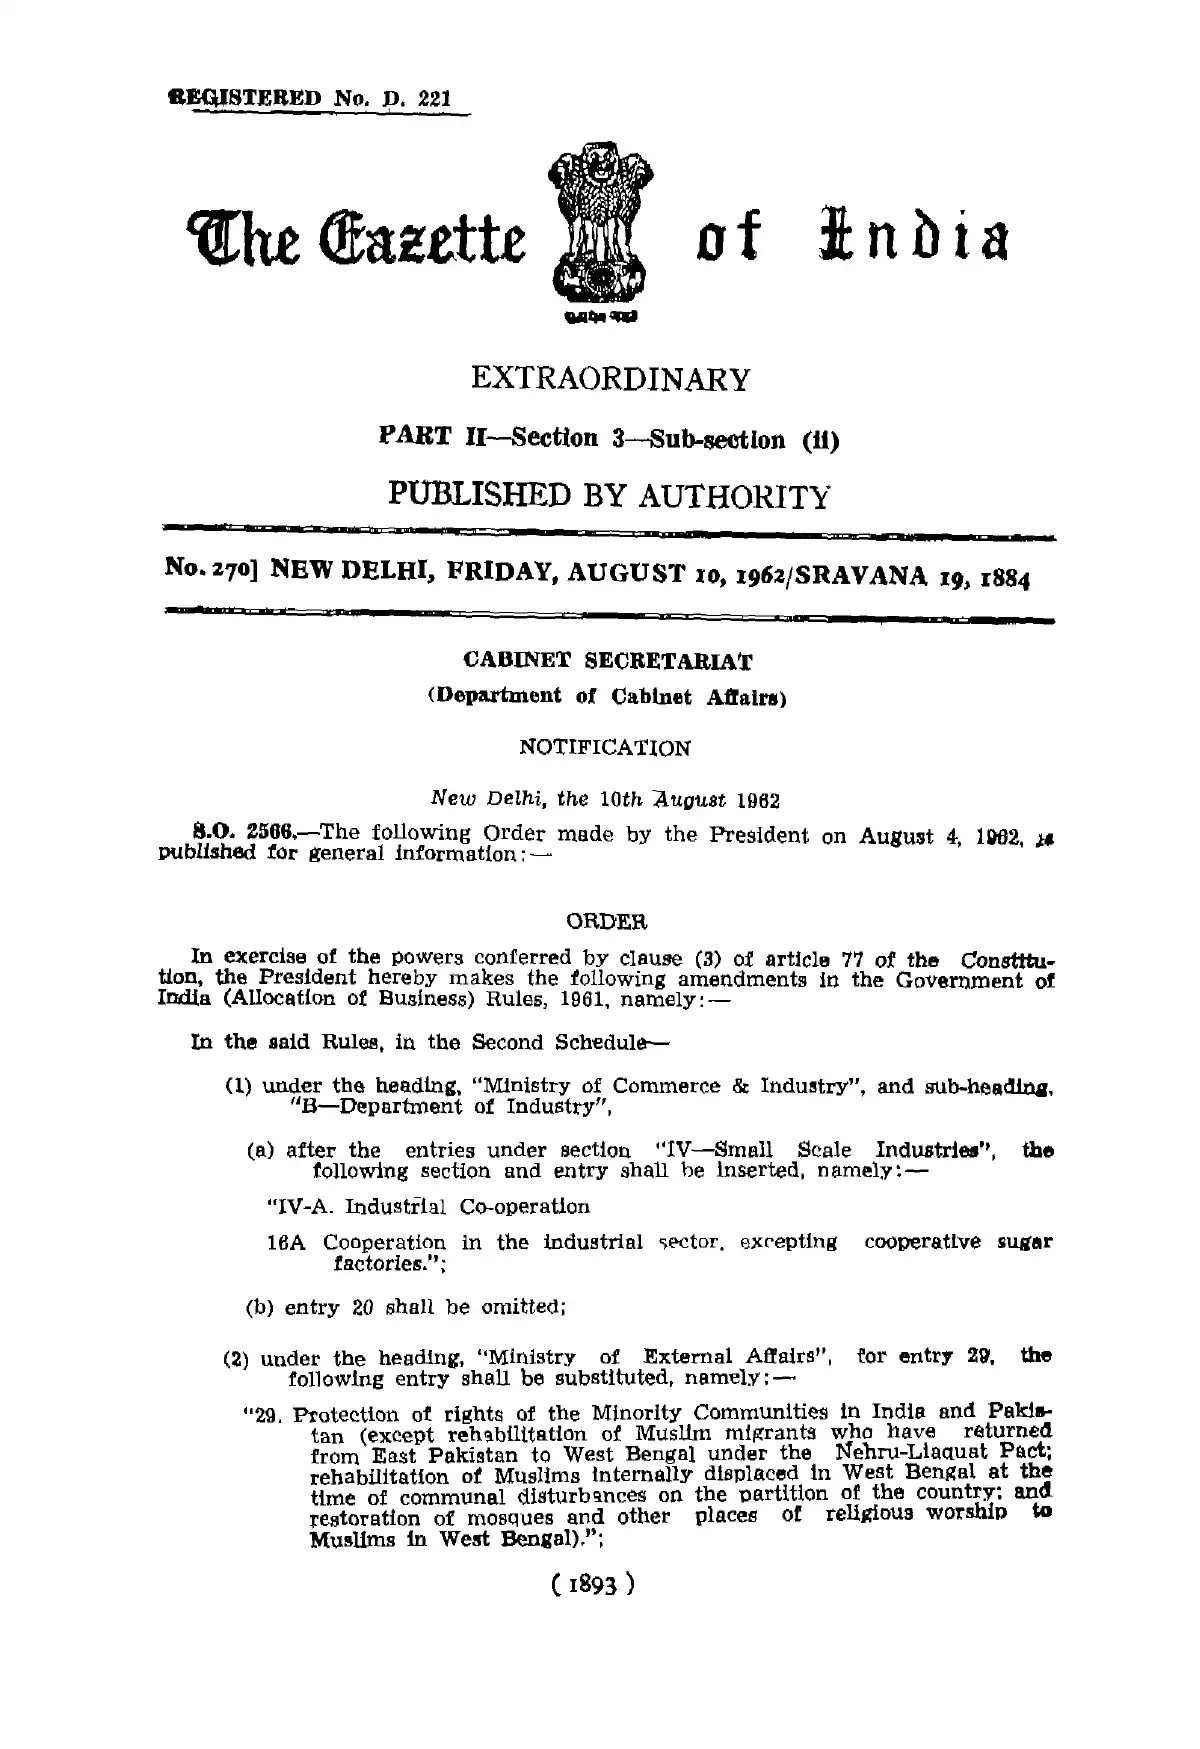 REGISTERED No. D. 221
The Gazette of India
EXTRAORDINARY
PART II—Section 3—Sub-section (ii)
PUBLISHED BY AUTHORITY
No. 270] NEW DELHI, FRIDAY, AUGUST 10, 1962/SRAVANA 19, 1884
CABINET SECRETARIAT
(Department of Cabinet Affairs)
NOTIFICATION
New Delhi, the 10th August 1962
S.O. 2566.—The following Order made by the President on August 4, 1962, is
published for general information:—
ORDER
In exercise of the powers conferred by clause (3) of article 77 of the Constitu-
tion, the President hereby makes the following amendments in the Government of
India (Allocation of Business) Rules, 1961, namely:—
In the said Rules, in the Second Schedule—
(1) under the heading, "Ministry of Commerce & Industry", and sub-heading,
"B—Department of Industry",
(a) after the entries under section "IV—Small Scale Industries", the
following section and entry shall be inserted, namely:—
"IV-A. Industrial Co-operation
16A Cooperation in the industrial sector, excepting cooperative sugar
factories.";
(b) entry 20 shall be omitted;
(2) under the heading, "Ministry of External Affairs", for entry 29, the
following entry shall be substituted, namely:—
"29. Protection of rights of the Minority Communities in India and Pakis-
tan (except rehabilitation of Muslim migrants who have returned
from East Pakistan to West Bengal under the Nehru-Liaquat Pact;
rehabilitation of Muslims internally displaced in West Bengal at the
time of communal disturbances on the partition of the country; and
restoration of mosques and other places of religious worship to
Muslims in West Bengal).";
( 1893 )